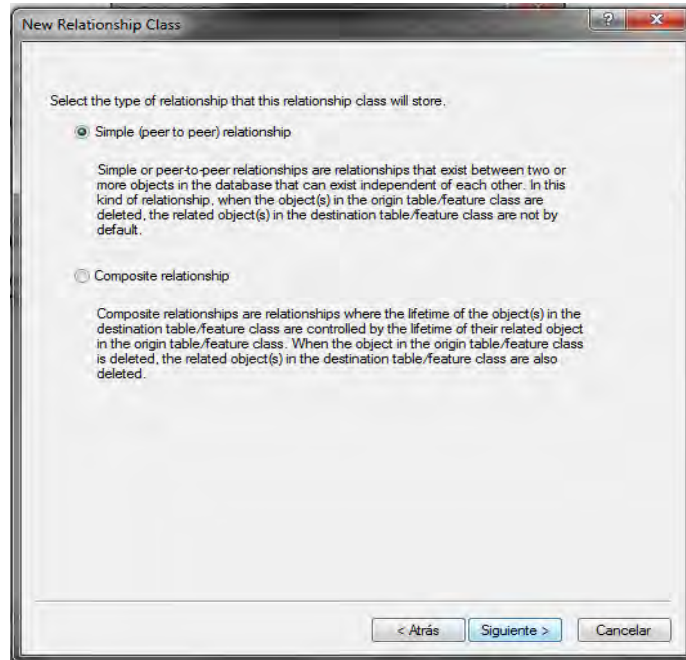 New Relationship Class
Select the type of relationship that this relationship class will store.
Simple (peer to peer) relationship
Simple or peer-to-peer relationships are relationships that exist between two or
more objects in the database that can exist independent of each other. In this
kind of relationship, when the object(s) in the origin table/feature class are
deleted, the related object(s) in the destination table/feature class are not by
default.
Composite relationship
Composite relationships are relationships where the lifetime of the object(s) in the
destination table/feature class are controlled by the lifetime of their related object
in the origin table/feature class. When the object in the origin table/feature class
is deleted, the related object(s) in the destination table/feature class are also
deleted.
< Atrás Siguiente > Cancelar